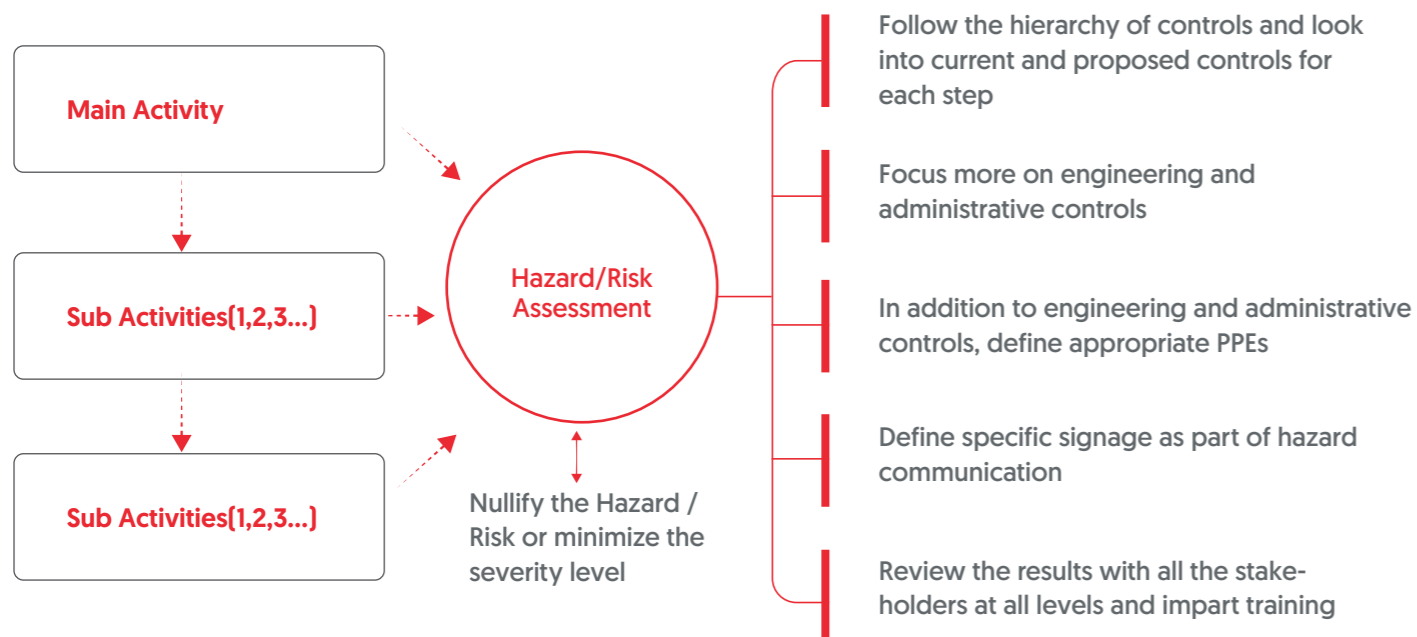 Main Activity
Sub Activities(1,2,3...)
Sub Activities(1,2,3...)
Hazard/Risk
Assessment
Nullify the Hazard /
Risk or minimize the
severity level
Follow the hierarchy of controls and look
into current and proposed controls for
each step
Focus more on engineering and
administrative controls
In addition to engineering and administrative
controls, define appropriate PPEs
Define specific signage as part of hazard
communication
Review the results with all the stake-
holders at all levels and impart training